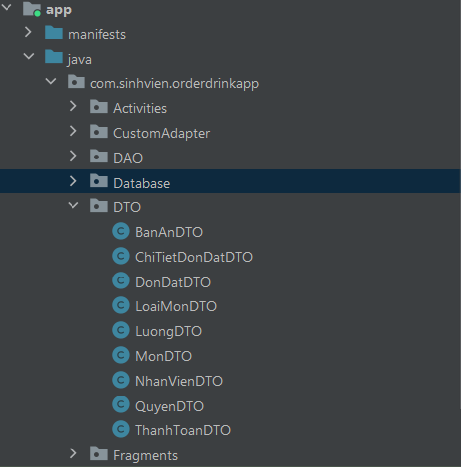 app
manifests
java
com.sinhvien.orderdrinkapp
Activities
CustomAdapter
DAO
Database
DTO
BanAnDTO
ChiTietDonDatDTO
DonDatDTO
LoaiMonDTO
LuongDTO
MonDTO
NhanVienDTO
QuyenDTO
ThanhToanDTO
Fragments